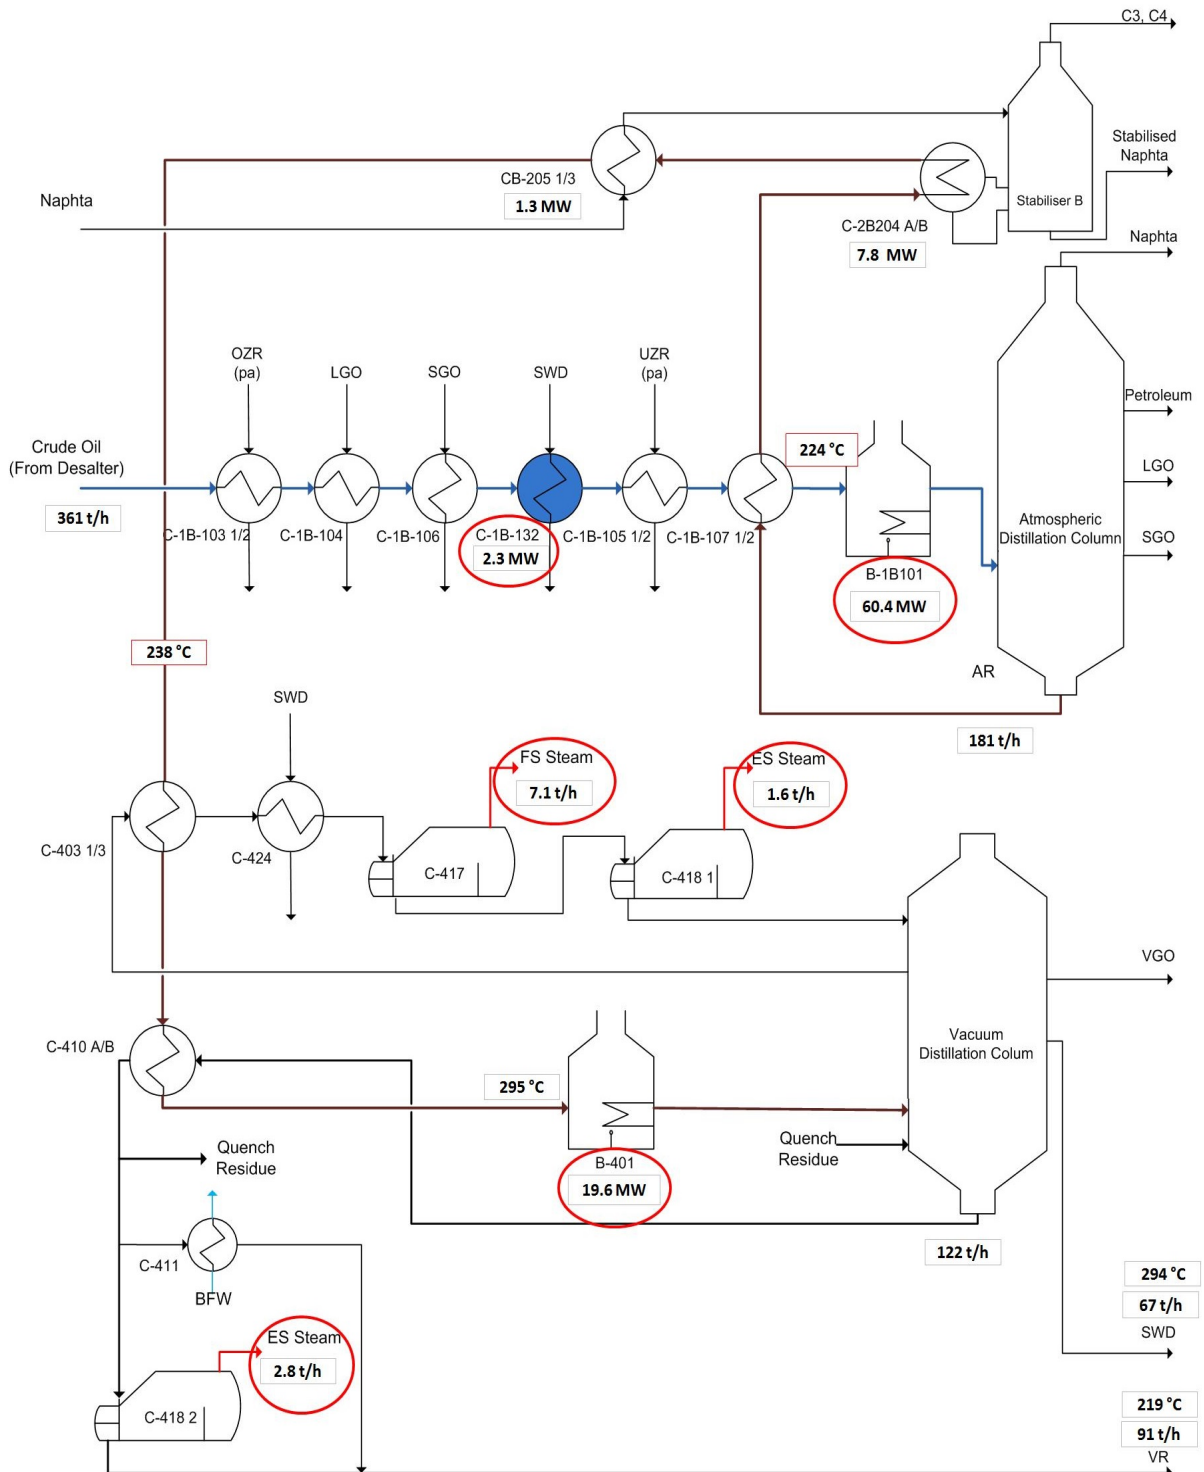 C3, C4
Stabilised
Naphta
CB-205 1/3
1.3 MW
Naphta
Stabiliser B
C-2B204 A/B
7.8 MW
Naphta
OZR
(pa)
LGO
SGO
SWD
UZR
(pa)
Petroleum
224 °C
Crude Oil
(From Desalter)
361 t/h
LGO
Atmospheric
Distillation Column
SGO
C-1B-103 1/2
C-1B-104
C-1B-106
C-1B-132
2.3 MW
C-1B-105 1/2
C-1B-107 1/2
B-1B101
60.4 MW
238 °C
AR
181 t/h
SWD
FS Steam
7.1 t/h
ES Steam
1.6 t/h
C-403 1/3
C-424
C-417
C-418 1
VGO
C-410 A/B
Vacuum
Distillation Colum
295 °C
Quench
Residue
Quench
Residue
B-401
19.6 MW
122 t/h
C-411
BFW
294 °C
67 t/h
SWD
ES Steam
2.8 t/h
C-418 2
219 °C
91 t/h
VR